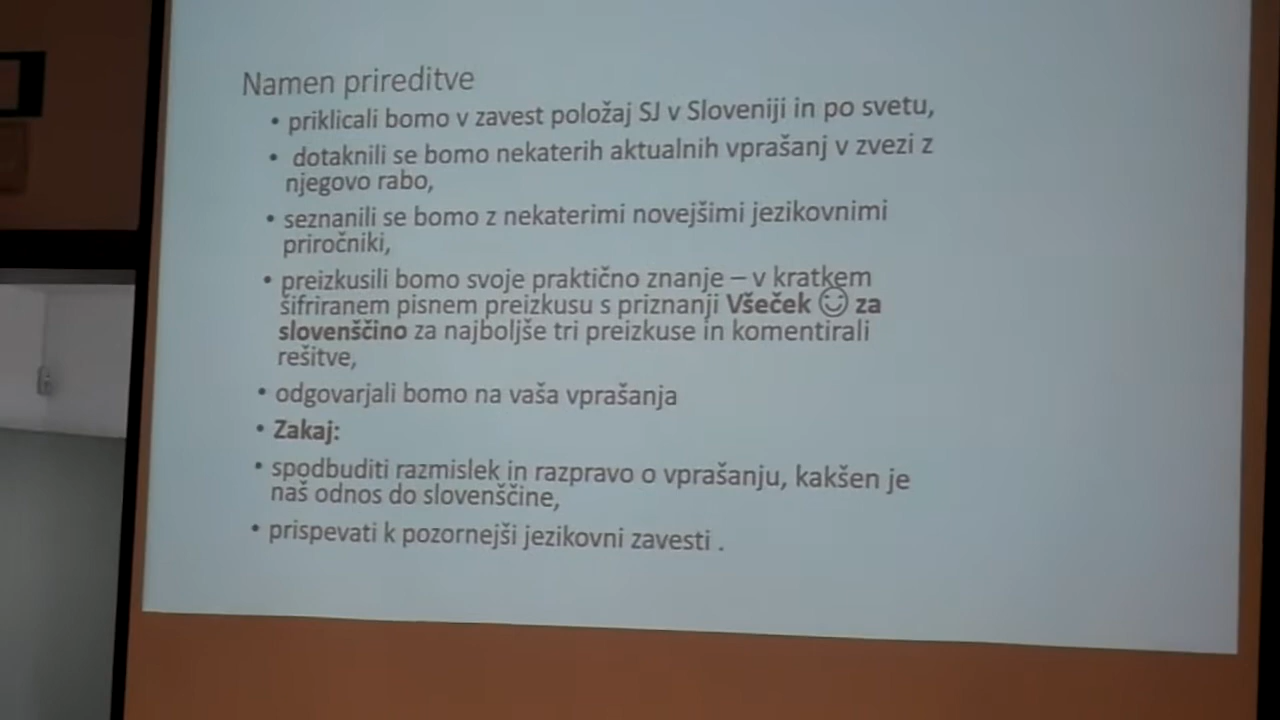 Namen prireditve
• priklicali bomo v zavest položaj SJ v Sloveniji in po svetu,
• dotaknili se bomo nekaterih aktualnih vprašanj v zvezi z
njegovo rabo,
• seznanili se bomo z nekaterimi novejšimi jezikovnimi
priročniki,
• preizkusili bomo svoje praktično znanje – v kratkem
šifriranem pisnem preizkusu s priznanji Všeček ☺ za
slovenščino za najboljše tri preizkuse in komentirali
rešitve,
• odgovarjali bomo na vaša vprašanja
• Zakaj:
• spodbuditi razmislek in razpravo o vprašanju, kakšen je
naš odnos do slovenščine,
• prispevati k pozornejši jezikovni zavesti .